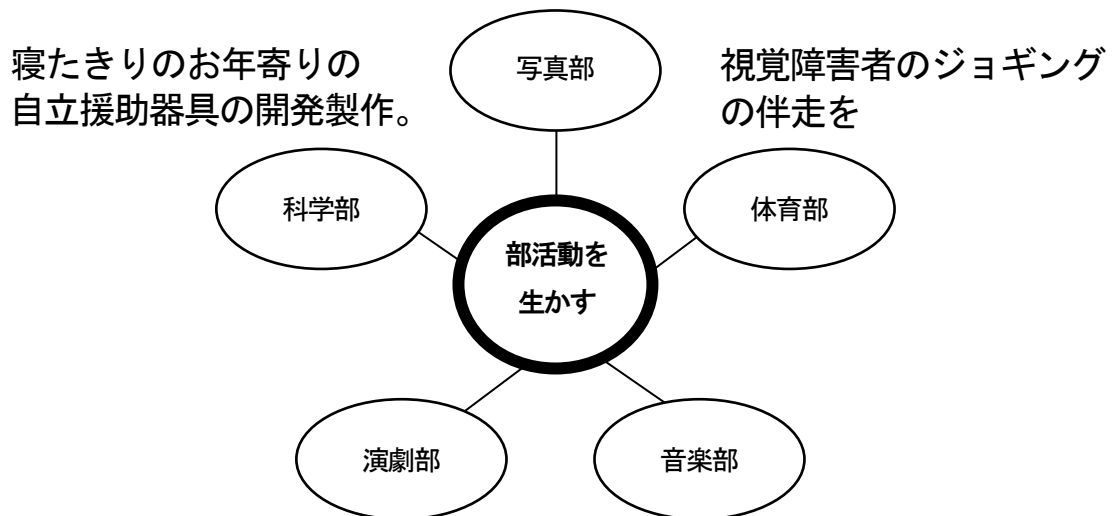 寝たきりのお年寄りの
自立援助器具の開発製作。
写真部
視覚障害者のジョギング
の伴走を
科学部
体育部
部活動を
生かす
演劇部
音楽部